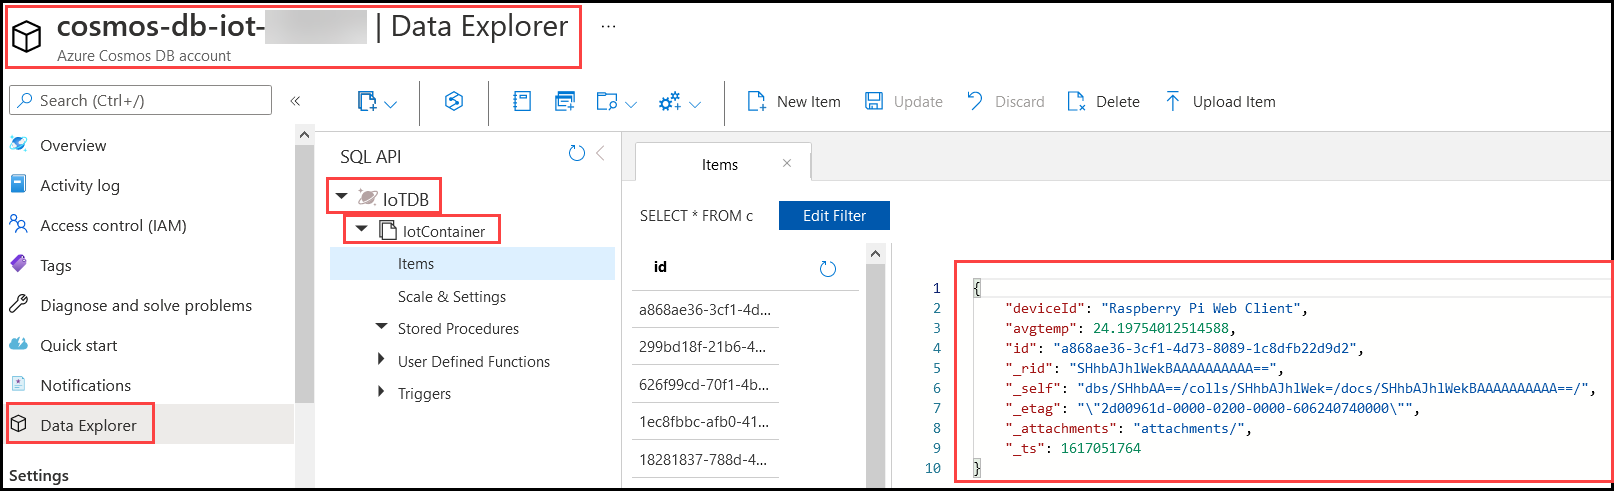 cosmos-db-iot- | Data Explorer ...
Azure Cosmos DB account
Search (Ctrl+/) «
New Item Update Discard Delete Upload Item
Overview
Activity log
Access control (IAM)
Tags
Diagnose and solve problems
Quick start
Notifications
Data Explorer
Settings
SQL API
IoTDB
IotContainer
Items
Scale & Settings
Stored Procedures
User Defined Functions
Triggers
Items ×
SELECT * FROM c Edit Filter
id
a868ae36-3cf1-4d...
299bd18f-21b6-4...
626f99cd-70f1-4b...
1ec8fbbc-afb0-41...
18281837-788d-4...
1 {
2 "deviceId": "Raspberry Pi Web Client",
3 "avgtemp": 24.19754012514588,
4 "id": "a868ae36-3cf1-4d73-8089-1c8dfb22d9d2",
5 "_rid": "SHhbAJhlWekBAAAAAAAAAA==",
6 "_self": "dbs/SHhbAA==/colls/SHhbAJhlWek=/docs/SHhbAJhlWekBAAAAAAAAAA==/",
7 "_etag": "\"2d00961d-0000-0200-0000-606240740000\"",
8 "_attachments": "attachments/",
9 "_ts": 1617051764
10 }